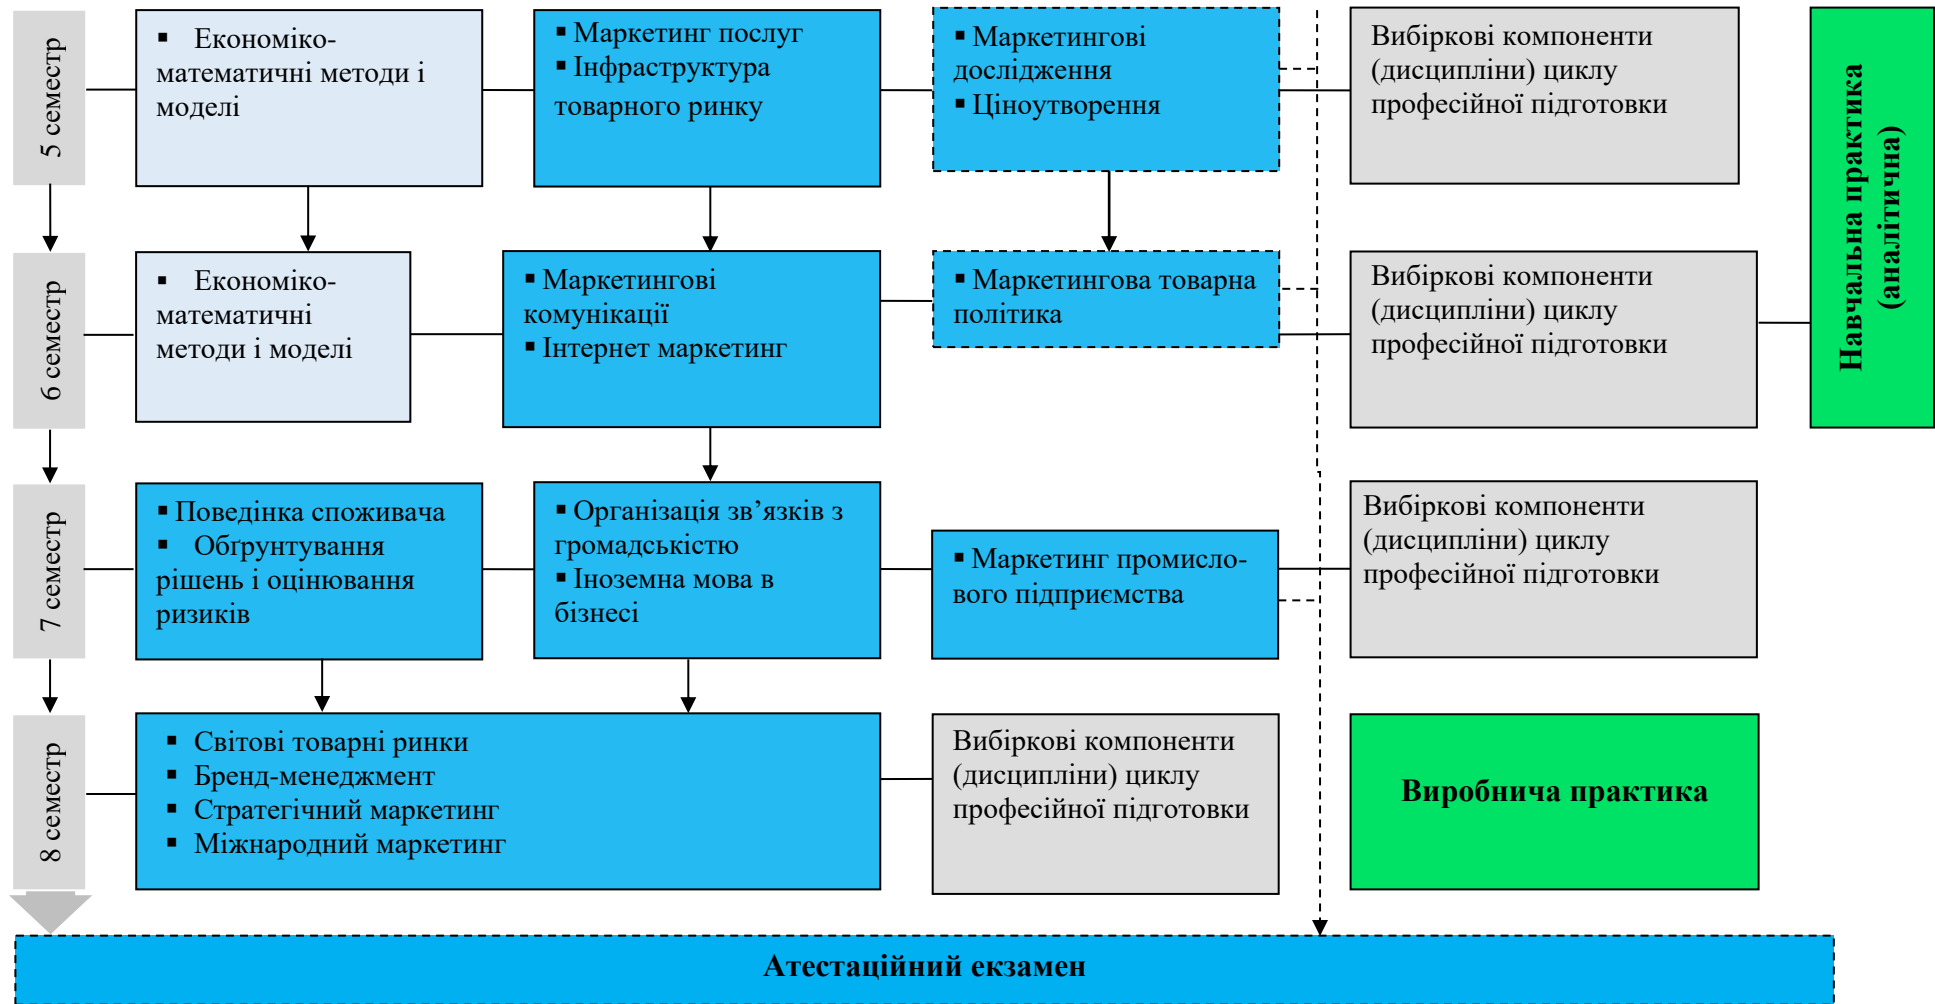 5 семестр
▪ Економіко-
математичні методи і
моделі
▪ Маркетинг послуг
▪ Інфраструктура
товарного ринку
▪ Маркетингові
дослідження
▪ Ціноутворення
Вибіркові компоненти
(дисципліни) циклу
професійної підготовки
Навчальна практика
(аналітична)
6 семестр
▪ Економіко-
математичні
методи і моделі
▪ Маркетингові
комунікації
▪ Інтернет маркетинг
▪ Маркетингова товарна
політика
Вибіркові компоненти
(дисципліни) циклу
професійної підготовки
7 семестр
▪ Поведінка споживача
▪ Обґрунтування
рішень і оцінювання
ризиків
▪ Організація зв’язків з
громадськістю
▪ Іноземна мова в
бізнесі
▪ Маркетинг промисло-
вого підприємства
Вибіркові компоненти
(дисципліни) циклу
професійної підготовки
8 семестр
▪ Світові товарні ринки
▪ Бренд-менеджмент
▪ Стратегічний маркетинг
▪ Міжнародний маркетинг
Вибіркові компоненти
(дисципліни) циклу
професійної підготовки
Виробнича практика
Атестаційний екзамен